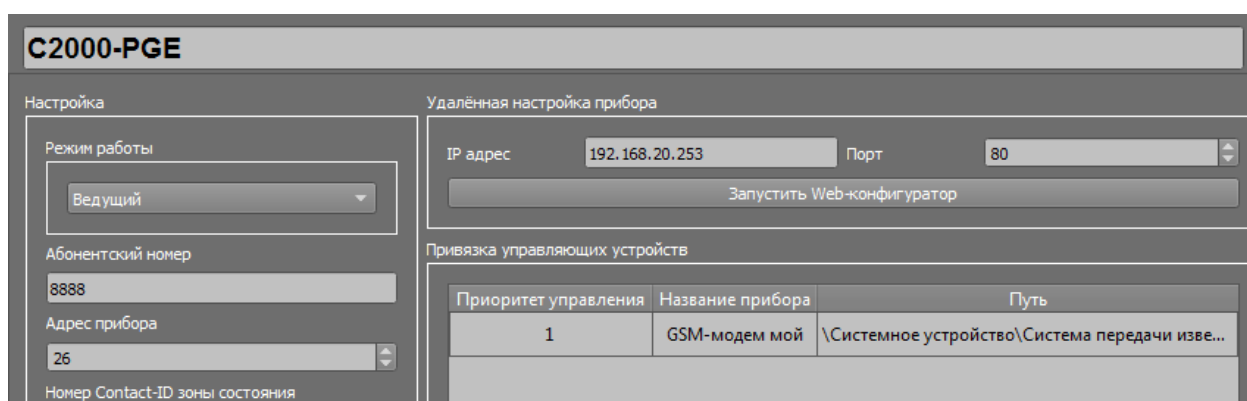 C2000-PGE
Настройка
Режим работы
Ведущий
Абонентский номер
8888
Адрес прибора
26
Номер Contact-ID зоны состояния
Удалённая настройка прибора
IP адрес 192.168.20.253 Порт 80
Запустить Web-конфигуратор
Привязка управляющих устройств
Приоритет управления Название прибора Путь
1 GSM-модем мой \Системное устройство\Система передачи изве...